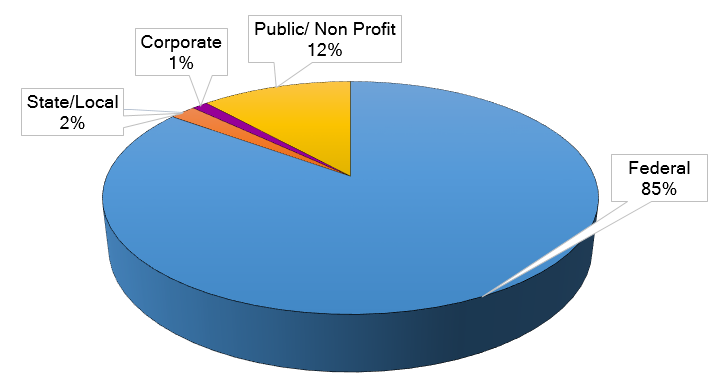 Public/ Non Profit
12%
Corporate
1%
State/Local
2%
Federal
85%